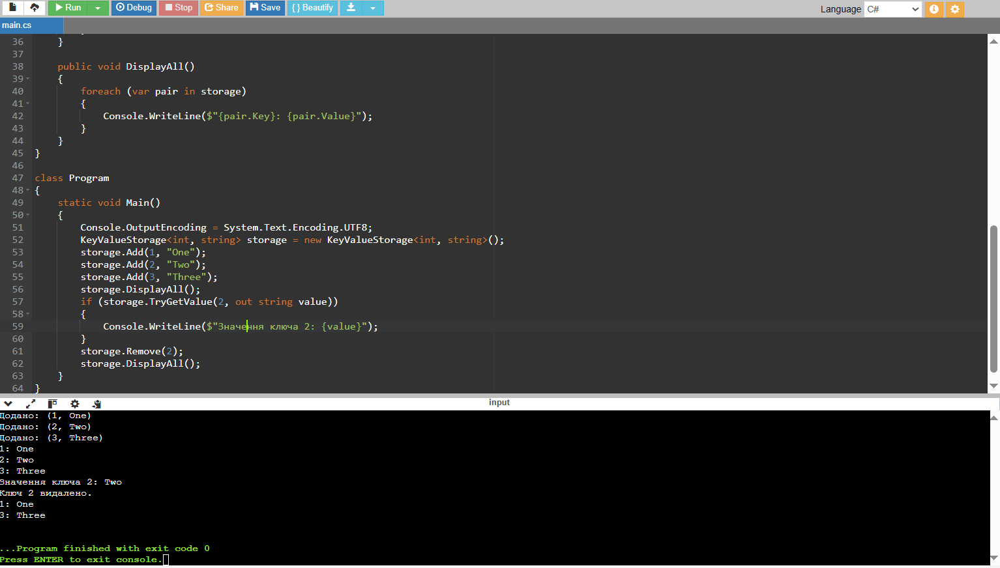 Run Debug Stop Share Save { } Beautify Language C#
main.cs
36 }
37
38 public void DisplayAll()
39 {
40 foreach (var pair in storage)
41 {
42 Console.WriteLine($"{pair.Key}: {pair.Value}");
43 }
44 }
45 }
46
47 class Program
48 {
49 static void Main()
50 {
51 Console.OutputEncoding = System.Text.Encoding.UTF8;
52 KeyValueStorage<int, string> storage = new KeyValueStorage<int, string>();
53 storage.Add(1, "One");
54 storage.Add(2, "Two");
55 storage.Add(3, "Three");
56 storage.DisplayAll();
57 if (storage.TryGetValue(2, out string value))
58 {
59 Console.WriteLine($"Значення ключа 2: {value}");
60 }
61 storage.Remove(2);
62 storage.DisplayAll();
63 }
64 }
input
Додано: (1, One)
Додано: (2, Two)
Додано: (3, Three)
1: One
2: Two
3: Three
Значення ключа 2: Two
Ключ 2 видалено.
1: One
3: Three
...Program finished with exit code 0
Press ENTER to exit console.